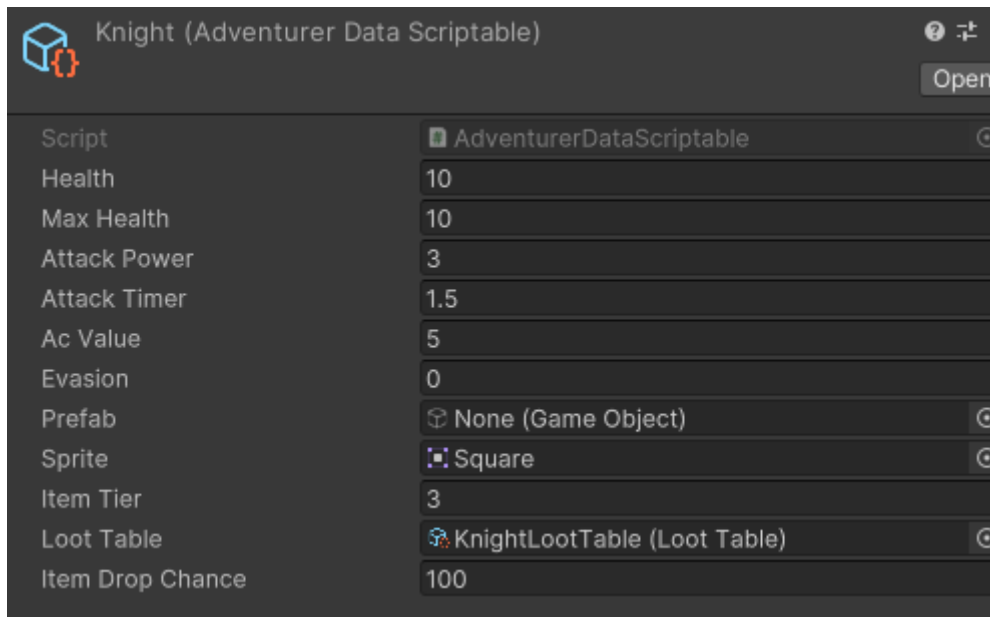 Knight (Adventurer Data Scriptable)
Open
Script AdventurerDataScriptable
Health 10
Max Health 10
Attack Power 3
Attack Timer 1.5
Ac Value 5
Evasion 0
Prefab None (Game Object)
Sprite Square
Item Tier 3
Loot Table KnightLootTable (Loot Table)
Item Drop Chance 100